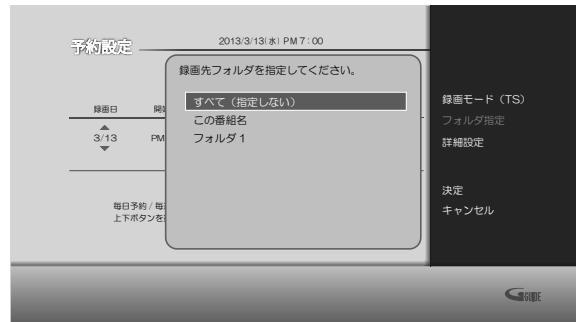 予約設定
2013/3/13(水) PM 7:00
録画先フォルダを指定してください。
すべて（指定しない）
この番組名
フォルダ 1
録画日
3/13
PM
毎日予約 / 毎
上下ボタンを
録画モード（TS）
フォルダ指定
詳細設定
決定
キャンセル
G GUIDE